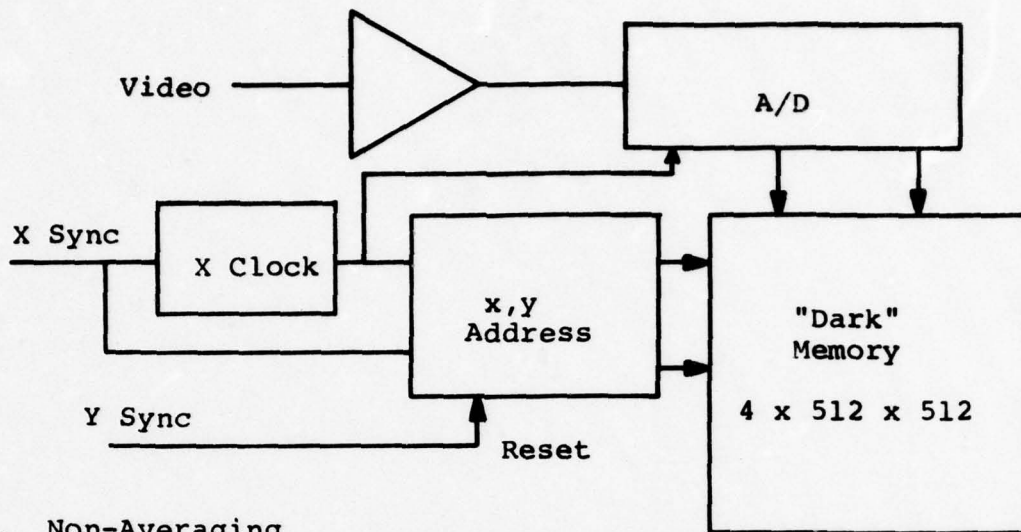 Video
A/D
X Sync
X Clock
x,y
Address
"Dark"
Memory
4 x 512 x 512
Y Sync
Reset
Non-Averaging